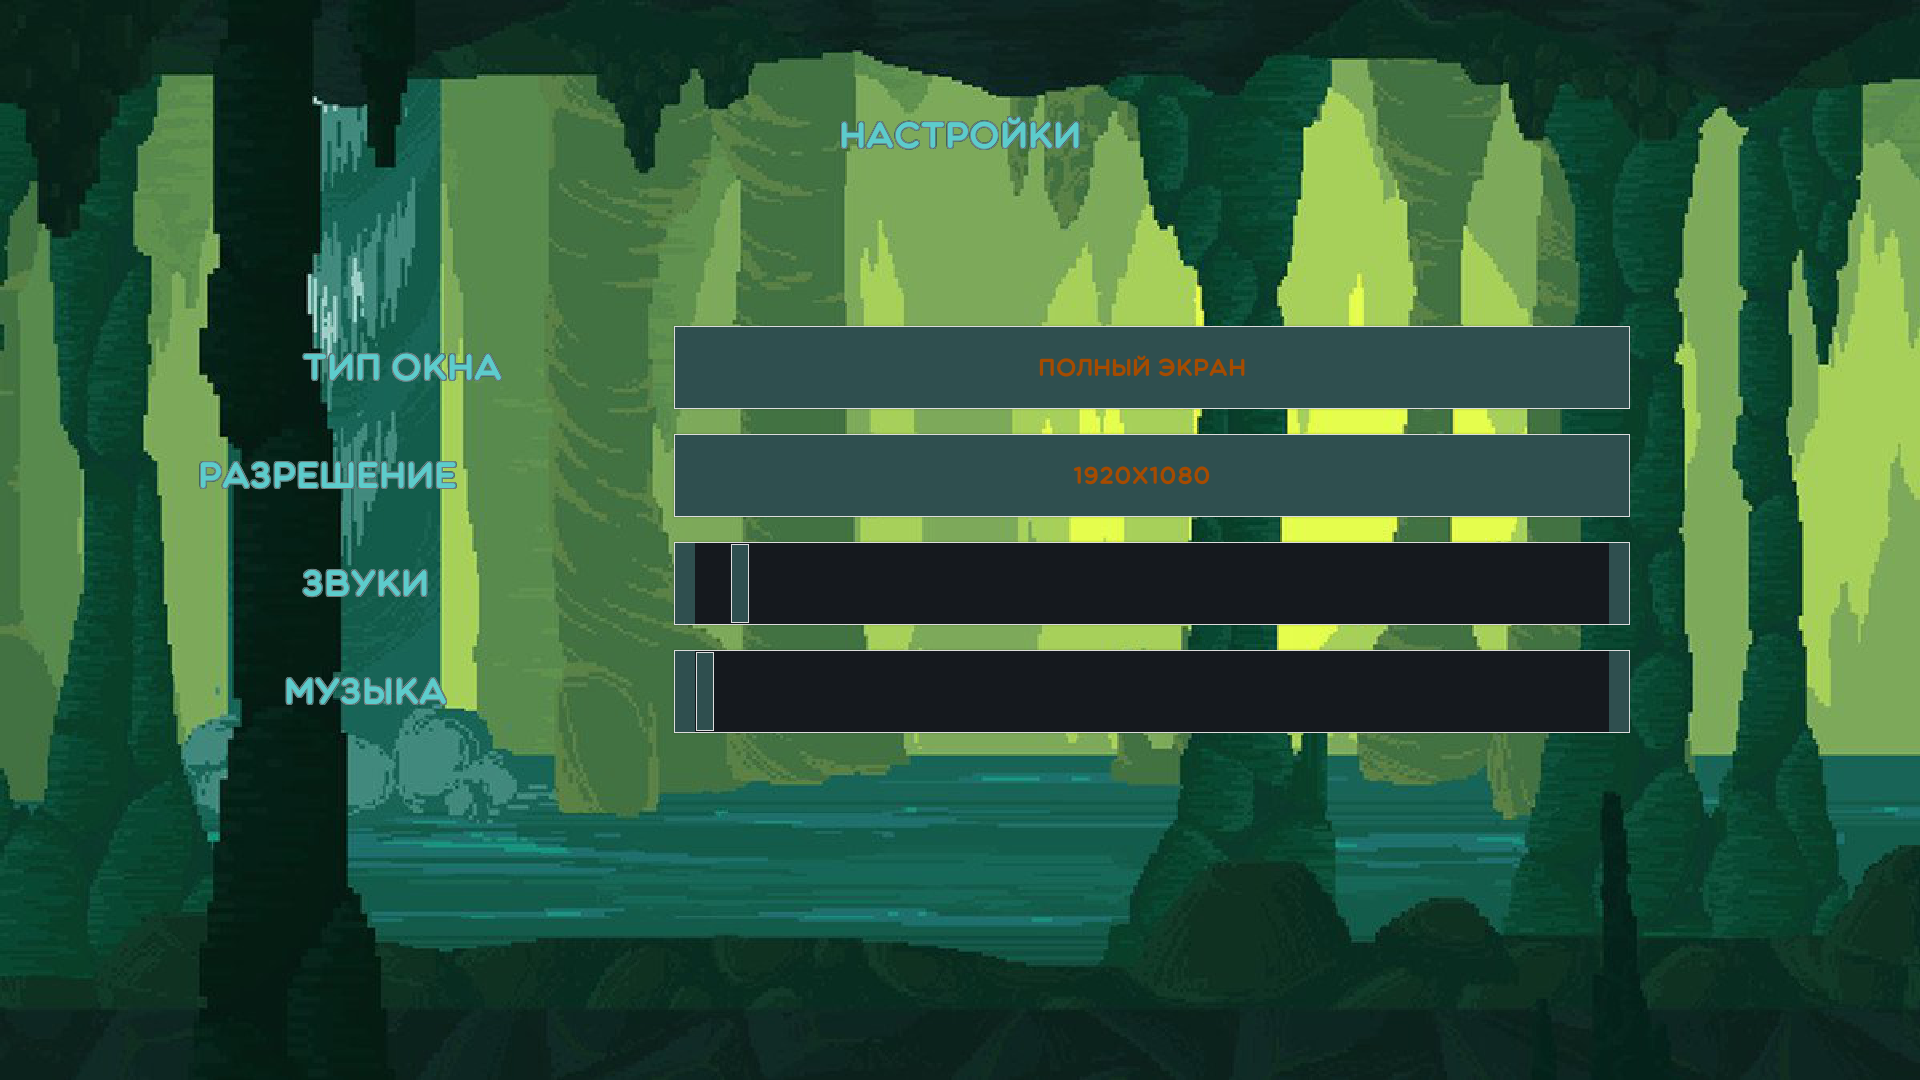 НАСТРОЙКИ
ТИП ОКНА
ПОЛНЫЙ ЭКРАН
РАЗРЕШЕНИЕ
1920X1080
ЗВУКИ
МУЗЫКА